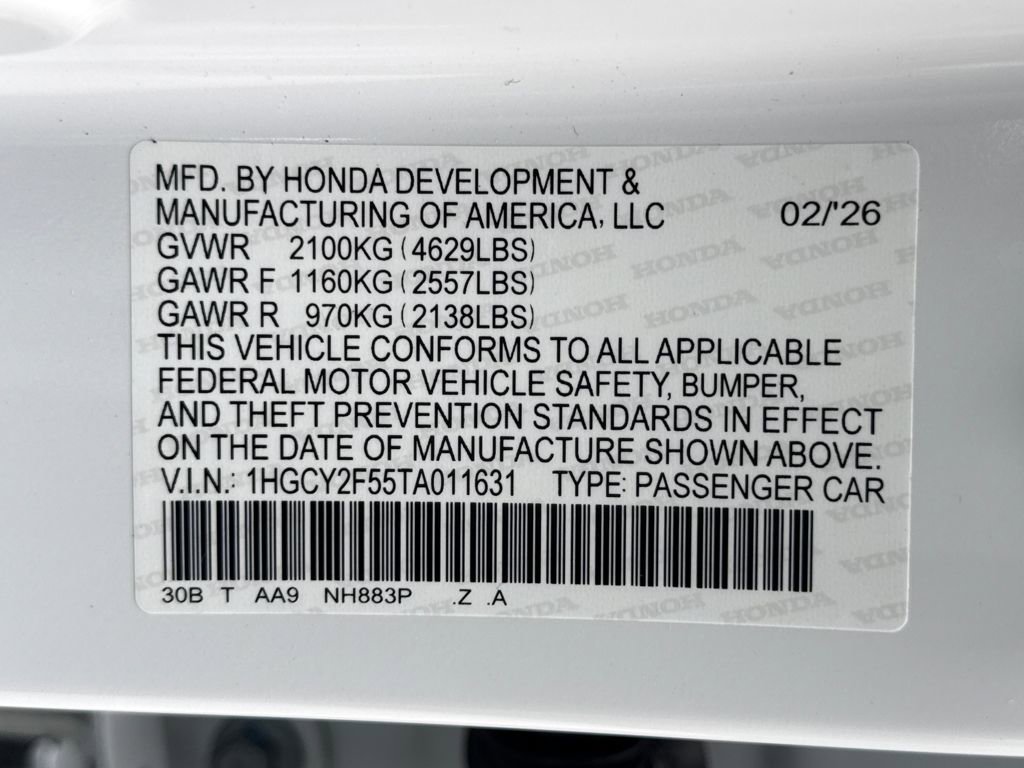 MFD. BY HONDA DEVELOPMENT &
MANUFACTURING OF AMERICA, LLC 02/'26
GVWR 2100KG (4629LBS)
GAWR F 1160KG (2557LBS)
GAWR R 970KG (2138LBS)
THIS VEHICLE CONFORMS TO ALL APPLICABLE
FEDERAL MOTOR VEHICLE SAFETY, BUMPER,
AND THEFT PREVENTION STANDARDS IN EFFECT
ON THE DATE OF MANUFACTURE SHOWN ABOVE.
V.I.N.: 1HGCY2F55TA011631 TYPE: PASSENGER CAR
30B T AA9 NH883P .Z .A